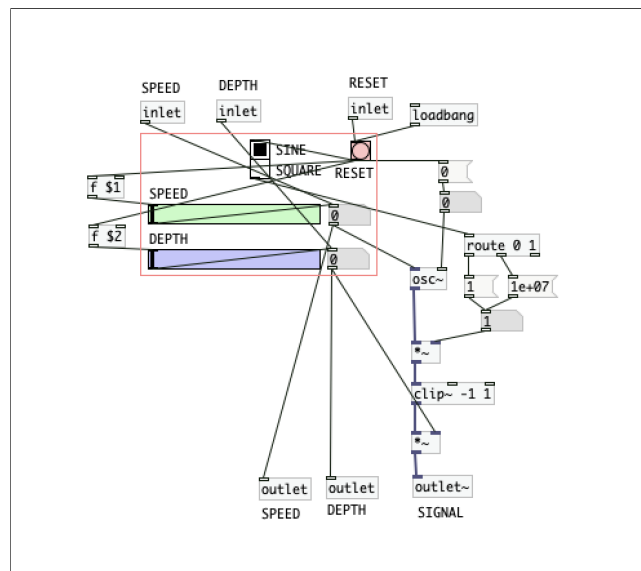 SPEED DEPTH RESET
inlet inlet inlet loadbang
SINE
SQUARE RESET 0
f $1
SPEED 0 0
f $2
DEPTH 0 route 0 1
osc~ 1 1e+07
1
*~
clip~ -1 1
*~
outlet outlet outlet~
SPEED DEPTH SIGNAL